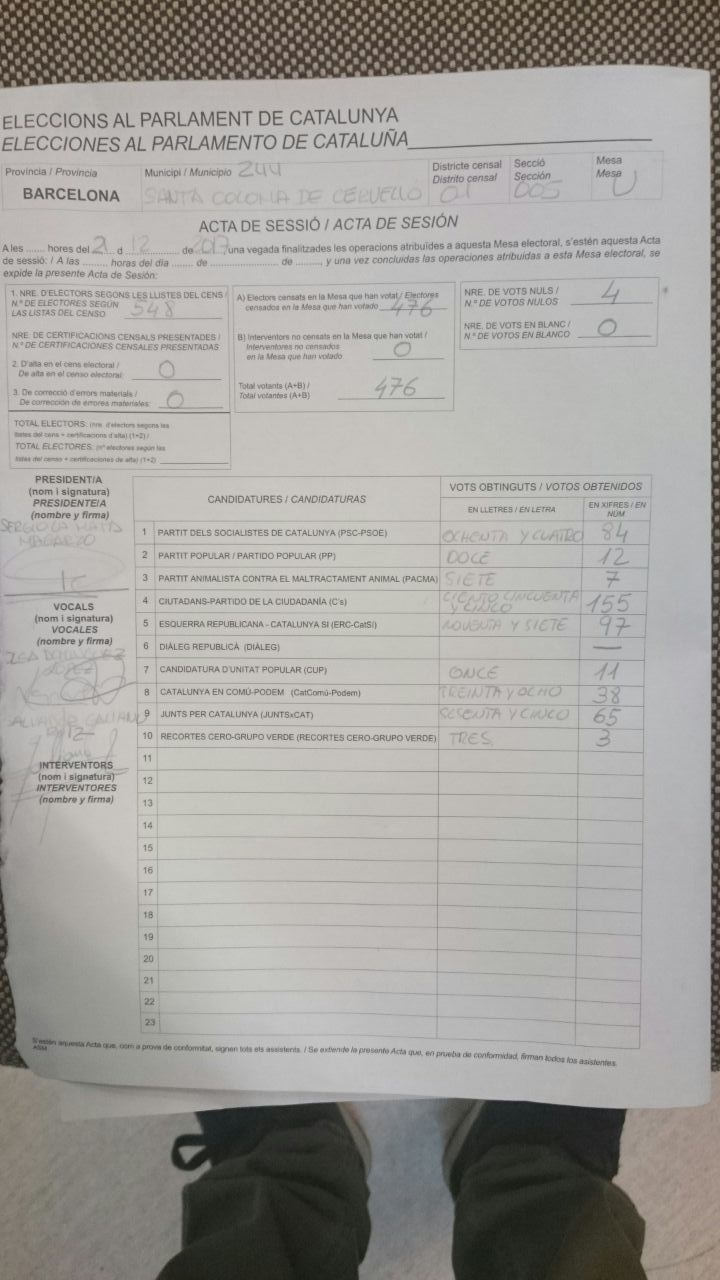 ELECCIONS AL PARLAMENT DE CATALUNYA
ELECCIONES AL PARLAMENTO DE CATALUÑA
Provincia / Provincia
BARCELONA
Municipi / Municipio 244
SANTA COLOMA DE CERVELLO
Districte censal
Distrito censal 01
Secció
Sección 005
Mesa
Mesa U
ACTA DE SESSIÓ / ACTA DE SESIÓN
A les ....... hores del 21 d 12 de 2017, una vegada finalitzades les operacions atribuïdes a aquesta Mesa electoral, s'estén aquesta Acta
de sessió: / A las ........ horas del día ....... de ................ de ........, y una vez concluidas las operaciones atribuidas a esta Mesa electoral, se
expide la presente Acta de Sesión:
1. NRE. D'ELECTORS SEGONS LES LLISTES DEL CENS /
N.º DE ELECTORES SEGÚN
LAS LISTAS DEL CENSO 548
NRE. DE CERTIFICACIONS CENSALS PRESENTADES /
N.º DE CERTIFICACIONES CENSALES PRESENTADAS
2. D'alta en el cens electoral /
De alta en el censo electoral: 0
3. De correcció d'errors materials /
De corrección de errores materiales: 0
TOTAL ELECTORS: (nre. d'electors segons les
llistes del cens + certificacions d'alta) (1+2) /
TOTAL ELECTORES: (nº electores según las
listas del censo + certificaciones de alta) (1+2)
A) Electors censats en la Mesa que han votat / Electores
censados en la Mesa que han votado 476
B) Interventors no censats en la Mesa que han votat /
Interventores no censados
en la Mesa que han votado 0
Total votants (A+B) /
Total votantes (A+B) 476
NRE. DE VOTS NULS /
N.º DE VOTOS NULOS 4
NRE. DE VOTS EN BLANC /
N.º DE VOTOS EN BLANCO 0
PRESIDENT/A
(nom i signatura)
PRESIDENTE/A
(nombre y firma)
VOCALS
(nom i signatura)
VOCALES
(nombre y firma)
INTERVENTORS
(nom i signatura)
INTERVENTORES
(nombre y firma)
CANDIDATURES / CANDIDATURAS
VOTS OBTINGUTS / VOTOS OBTENIDOS
EN LLETRES / EN LETRA
EN XIFRES / EN
NÚM
1 PARTIT DELS SOCIALISTES DE CATALUNYA (PSC-PSOE) OCHENTA Y CUATRO 84
2 PARTIT POPULAR / PARTIDO POPULAR (PP) DOCE 12
3 PARTIT ANIMALISTA CONTRA EL MALTRACTAMENT ANIMAL (PACMA) SIETE 7
4 CIUTADANS-PARTIDO DE LA CIUDADANÍA (C's) CIENTO CINCUENTA Y CINCO 155
5 ESQUERRA REPUBLICANA - CATALUNYA SI (ERC-CatSí) NOVENTA Y SIETE 97
6 DIÀLEG REPUBLICÀ (DIÀLEG) —
7 CANDIDATURA D'UNITAT POPULAR (CUP) ONCE 11
8 CATALUNYA EN COMÚ-PODEM (CatComú-Podem) TREINTA Y OCHO 38
9 JUNTS PER CATALUNYA (JUNTSxCAT) SESENTA Y CINCO 65
10 RECORTES CERO-GRUPO VERDE (RECORTES CERO-GRUPO VERDE) TRES 3
11
12
13
14
15
16
17
18
19
20
21
22
23
S'estén aquesta Acta que, com a prova de conformitat, signen tots els assistents. / Se extiende la presente Acta que, en prueba de conformidad, firman todos los asistentes.